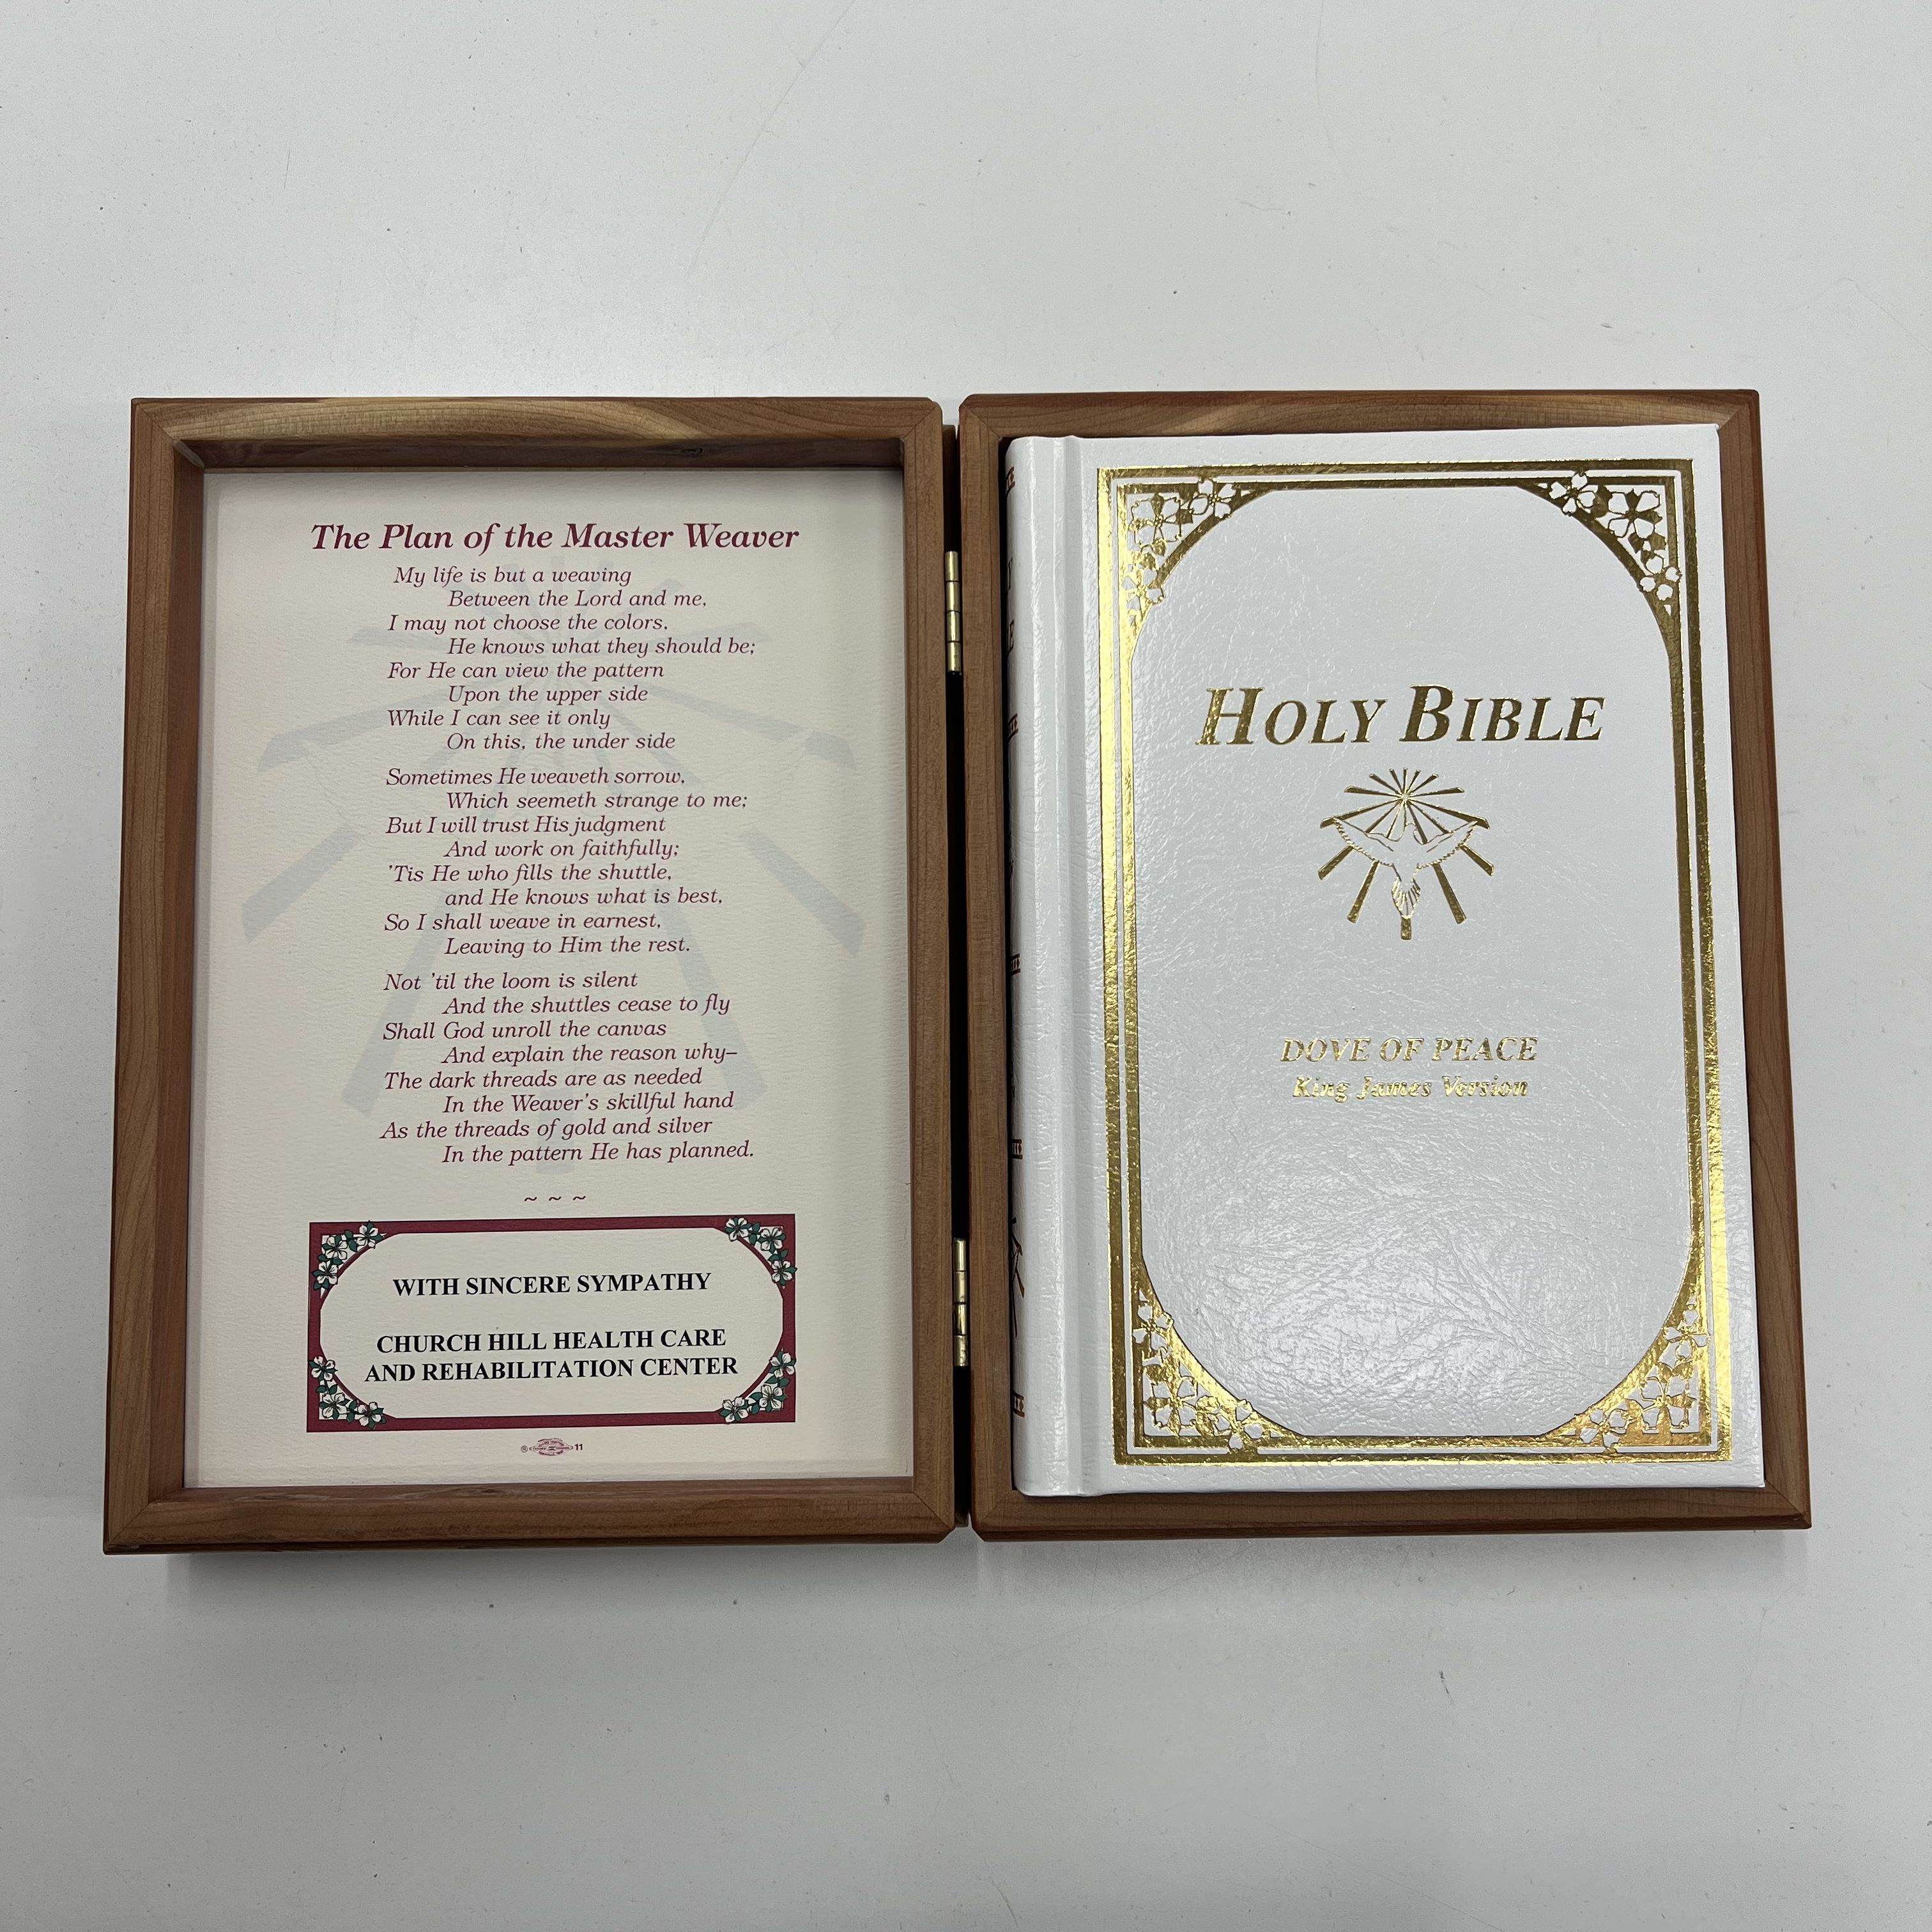 The Plan of the Master Weaver
My life is but a weaving
Between the Lord and me,
I may not choose the colors,
He knows what they should be;
For He can view the pattern
Upon the upper side
While I can see it only
On this, the under side
Sometimes He weaveth sorrow,
Which seemeth strange to me;
But I will trust His judgment
And work on faithfully;
'Tis He who fills the shuttle,
and He knows what is best,
So I shall weave in earnest,
Leaving to Him the rest.
Not 'til the loom is silent
And the shuttles cease to fly
Shall God unroll the canvas
And explain the reason why–
The dark threads are as needed
In the Weaver's skillful hand
As the threads of gold and silver
In the pattern He has planned.
~ ~ ~
WITH SINCERE SYMPATHY
CHURCH HILL HEALTH CARE
AND REHABILITATION CENTER
11
HOLY BIBLE
DOVE OF PEACE
King James Version